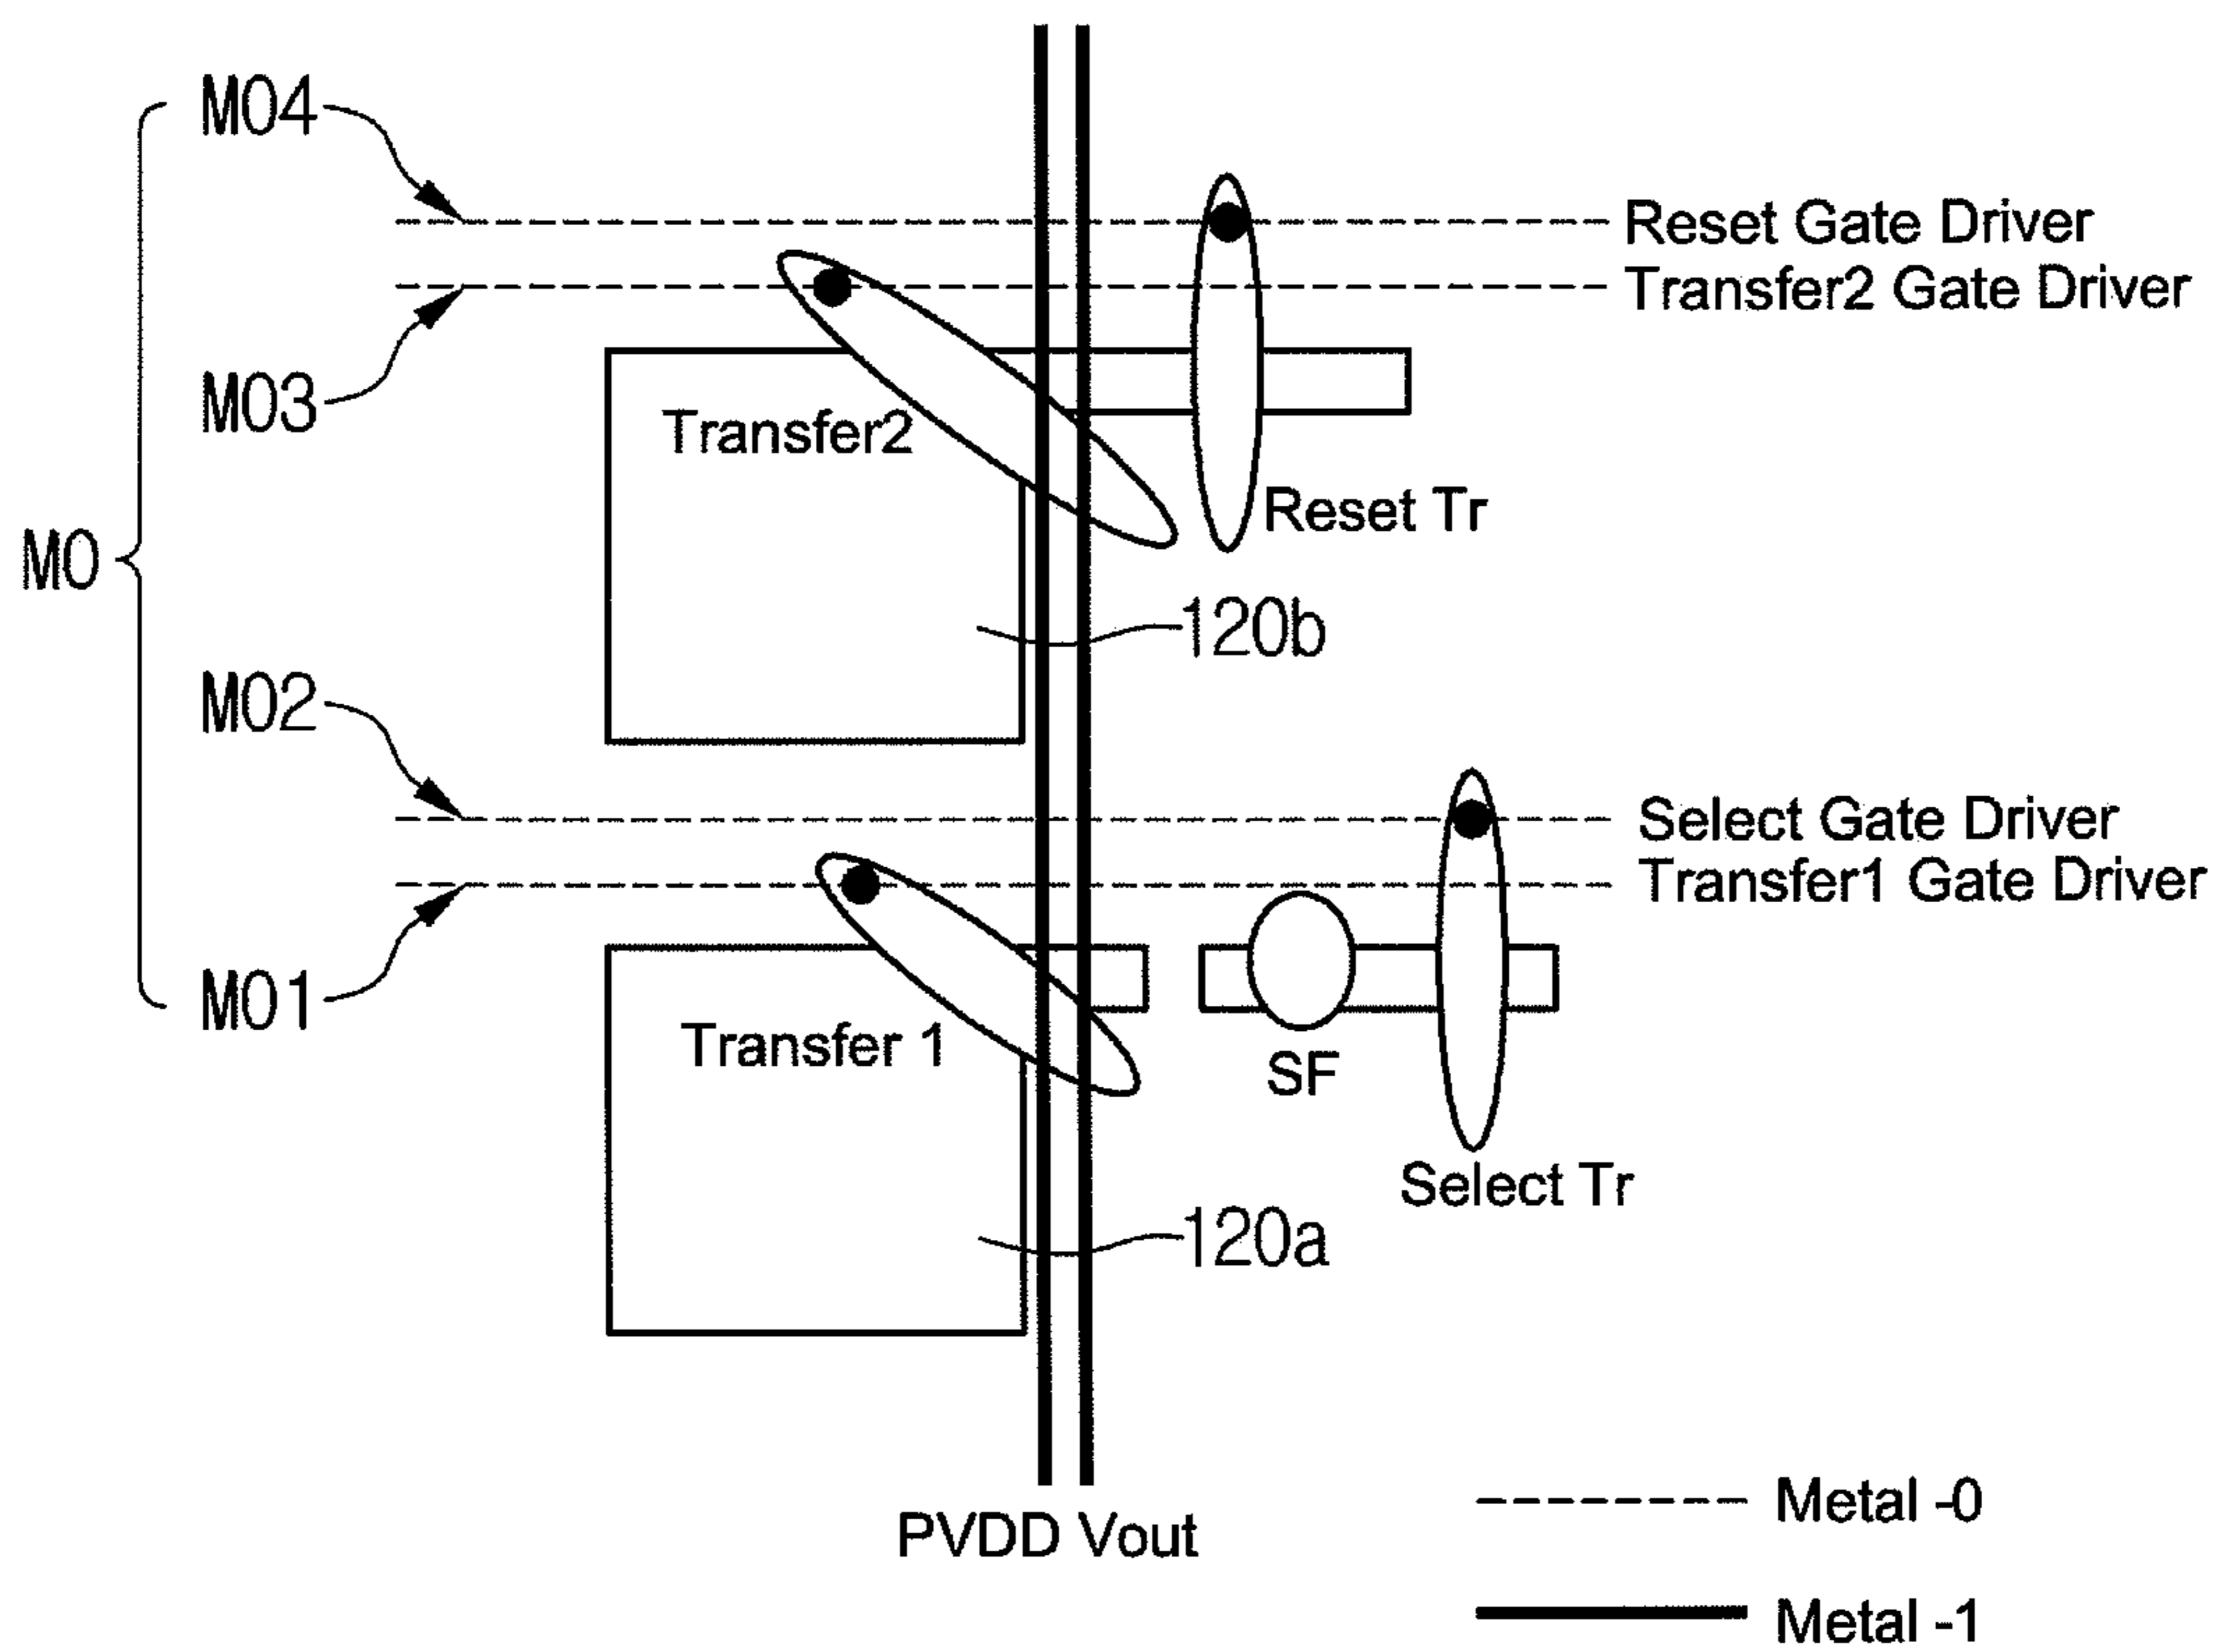 M04
Reset Gate Driver
Transfer2 Gate Driver
M03
Transfer2
Reset Tr
M0
120b
M02
Select Gate Driver
Transfer1 Gate Driver
M01
Transfer 1
SF
Select Tr
120a
PVDD Vout
Metal -0
Metal -1